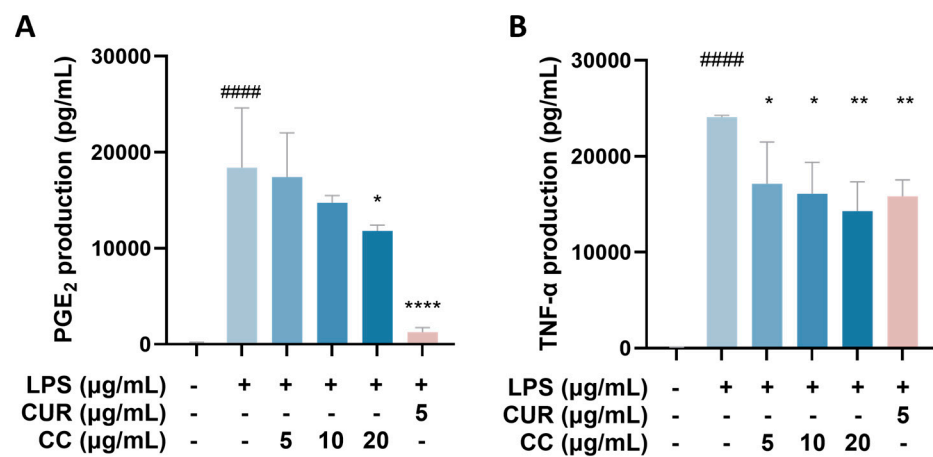 A
PGE2 production (pg/mL)
30000
20000
10000
0
####
*
****
LPS (μg/mL) - + + + + +
CUR (μg/mL) - - - - - 5
CC (μg/mL) - - 5 10 20 -
B
TNF-α production (pg/mL)
30000
20000
10000
0
####
* * ** **
LPS (μg/mL) - + + + + +
CUR (μg/mL) - - - - - 5
CC (μg/mL) - - 5 10 20 -